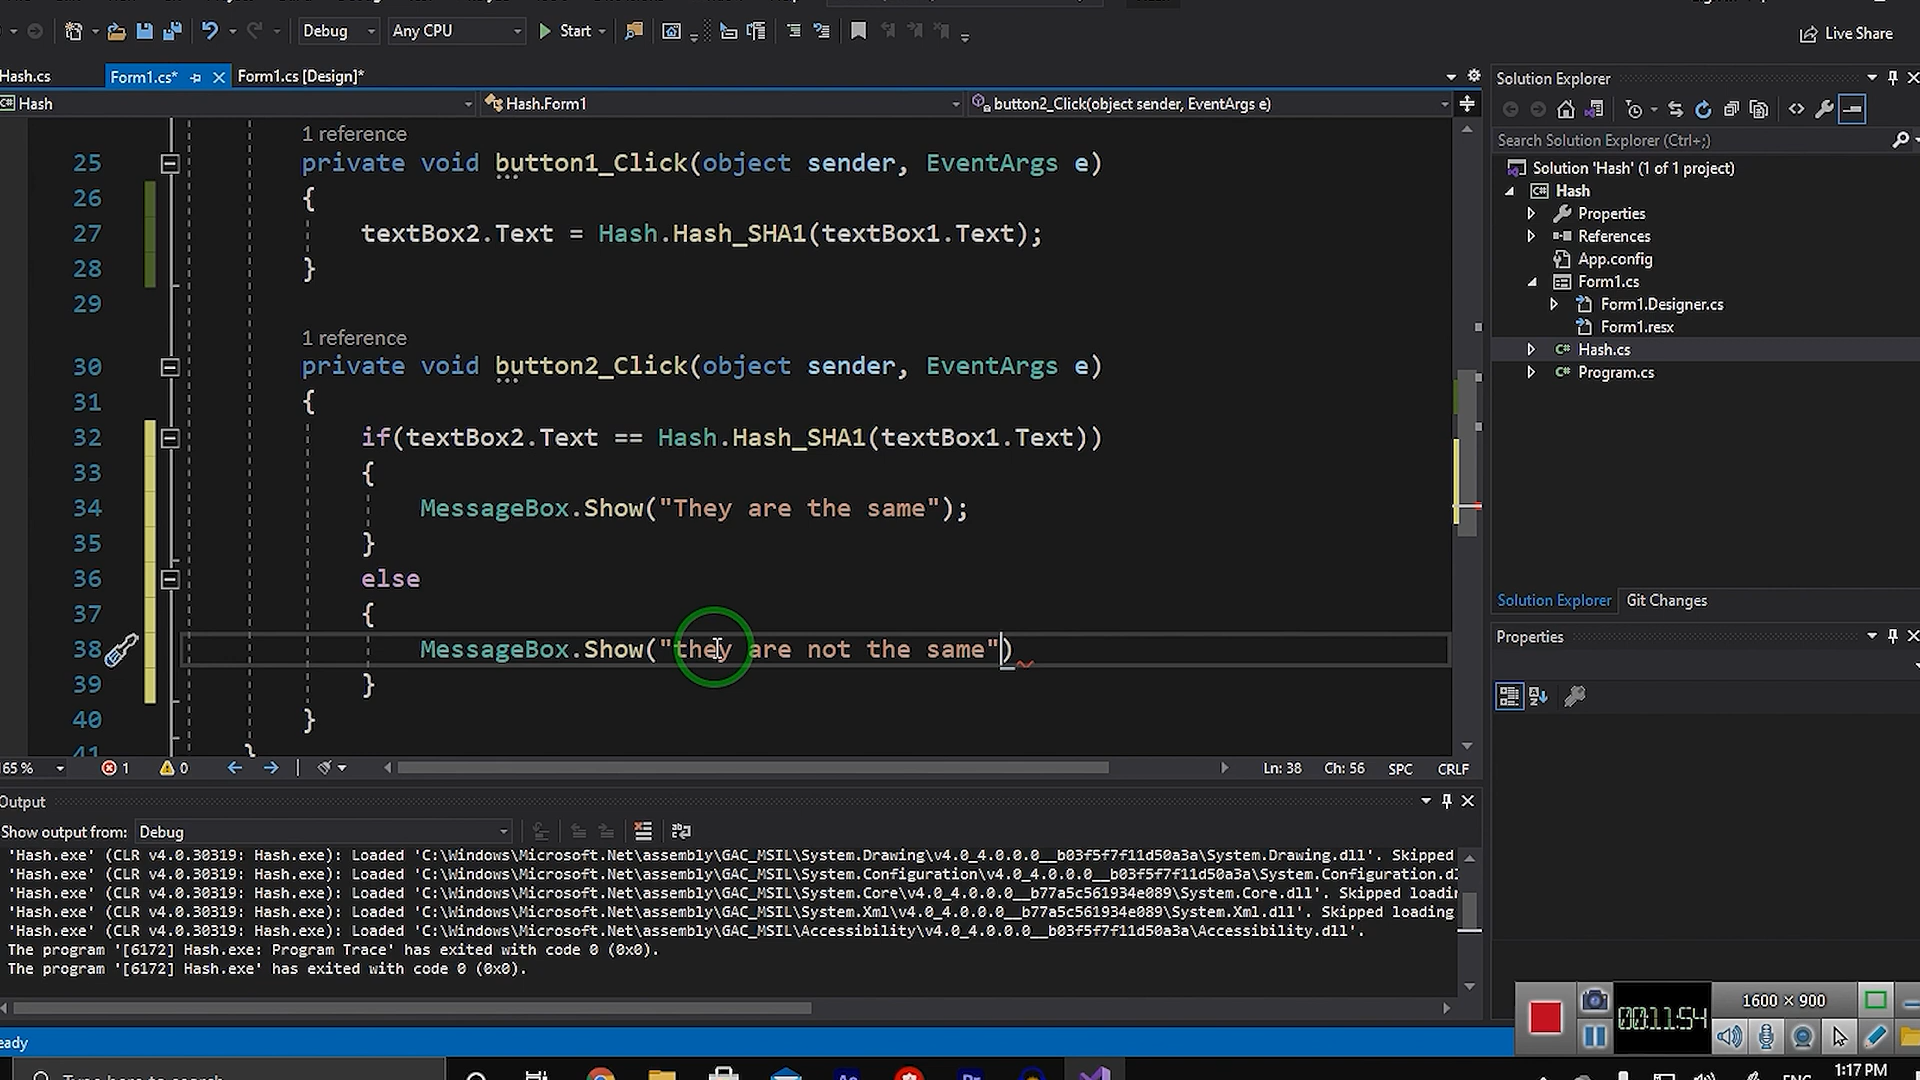 Debug
Any CPU
Start
Live Share
Hash.cs
Form1.cs*
Form1.cs [Design]*
Hash
Hash.Form1
button2_Click(object sender, EventArgs e)
1 reference
25 private void button1_Click(object sender, EventArgs e)
26 {
27 textBox2.Text = Hash.Hash_SHA1(textBox1.Text);
28 }
29
1 reference
30 private void button2_Click(object sender, EventArgs e)
31 {
32 if(textBox2.Text == Hash.Hash_SHA1(textBox1.Text))
33 {
34 MessageBox.Show("They are the same");
35 }
36 else
37 {
38 MessageBox.Show("they are not the same")
39 }
40 }
41 }
65 %
1
0
Ln: 38 Ch: 56 SPC CRLF
Output
Show output from: Debug
'Hash.exe' (CLR v4.0.30319: Hash.exe): Loaded 'C:\Windows\Microsoft.Net\assembly\GAC_MSIL\System.Drawing\v4.0_4.0.0.0__b03f5f7f11d50a3a\System.Drawing.dll'. Skipped
'Hash.exe' (CLR v4.0.30319: Hash.exe): Loaded 'C:\Windows\Microsoft.Net\assembly\GAC_MSIL\System.Configuration\v4.0_4.0.0.0__b03f5f7f11d50a3a\System.Configuration.dl
'Hash.exe' (CLR v4.0.30319: Hash.exe): Loaded 'C:\Windows\Microsoft.Net\assembly\GAC_MSIL\System.Core\v4.0_4.0.0.0__b77a5c561934e089\System.Core.dll'. Skipped loadin
'Hash.exe' (CLR v4.0.30319: Hash.exe): Loaded 'C:\Windows\Microsoft.Net\assembly\GAC_MSIL\System.Xml\v4.0_4.0.0.0__b77a5c561934e089\System.Xml.dll'. Skipped loading
'Hash.exe' (CLR v4.0.30319: Hash.exe): Loaded 'C:\Windows\Microsoft.Net\assembly\GAC_MSIL\Accessibility\v4.0_4.0.0.0__b03f5f7f11d50a3a\Accessibility.dll'.
The program '[6172] Hash.exe: Program Trace' has exited with code 0 (0x0).
The program '[6172] Hash.exe' has exited with code 0 (0x0).
eady
Solution Explorer
Search Solution Explorer (Ctrl+;)
Solution 'Hash' (1 of 1 project)
Hash
Properties
References
App.config
Form1.cs
Form1.Designer.cs
Form1.resx
Hash.cs
Program.cs
Solution Explorer
Git Changes
Properties
1600 × 900
00:11:54
ENG
1:17 PM